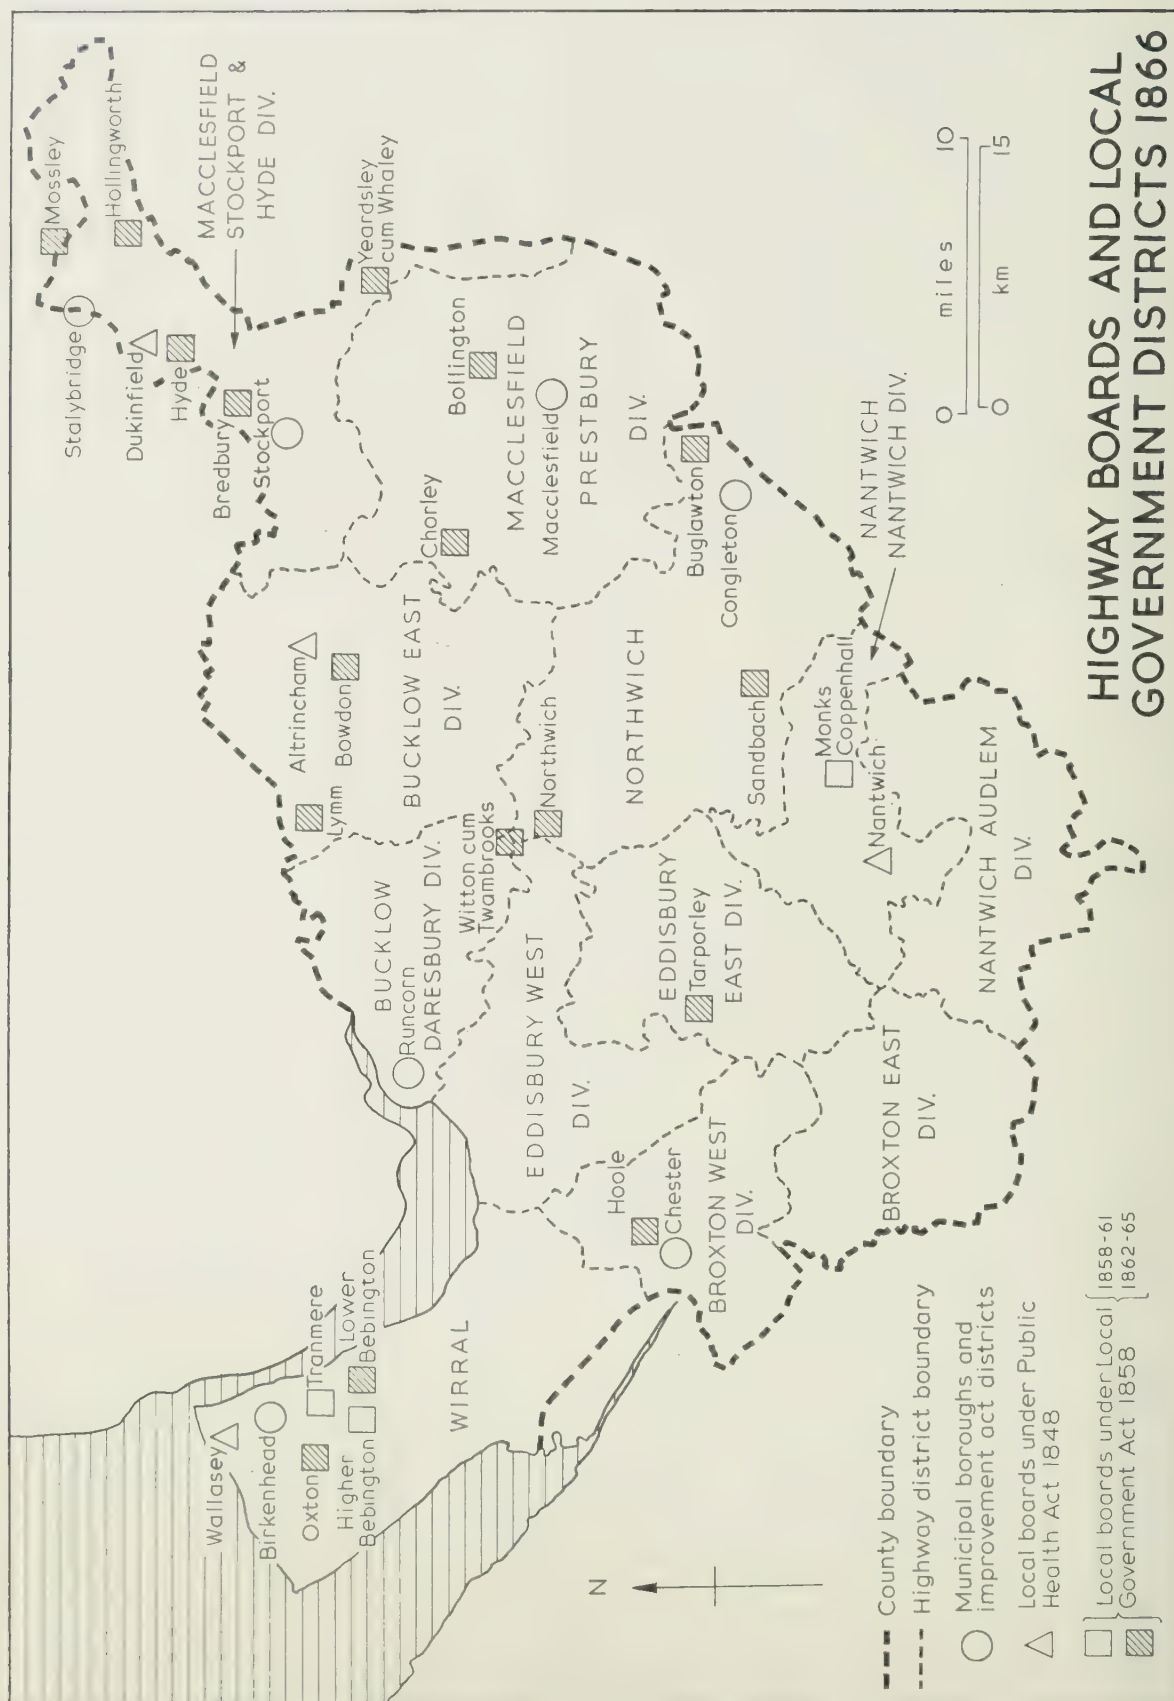 Mossley
Hollingworth
Stalybridge
Dukinfield
Hyde
MACCLESFIELD
STOCKPORT &
HYDE DIV.
Bredbury
Stockport
Yeardsley
cum Whaley
Bollington
Chorley
MACCLESFIELD
Macclesfield
PRESTBURY
DIV.
Altrincham
Bowdon
Lymm
BUCKLOW EAST
DIV.
BUCKLOW
Runcorn
DARESBURY DIV.
Witton cum
Twambrooks
Northwich
NORTHWICH
Buglawton
Congleton
Sandbach
Monks
Coppenhall
NANTWICH
NANTWICH DIV.
Nantwich
NANTWICH AUDLEM
DIV.
EDDISBURY
Tarporley
EAST DIV.
EDDISBURY WEST
DIV.
Hoole
Chester
BROXTON WEST
DIV.
BROXTON EAST
DIV.
Wallasey
Birkenhead
Tranmere
Oxton
Higher
Bebington
Lower
Bebington
WIRRAL
N
County boundary
Highway district boundary
Municipal boroughs and
improvement act districts
Local boards under Public
Health Act 1848
Local boards under Local
Government Act 1858
1858-61
1862-65
0 miles 10
0 km 15
HIGHWAY BOARDS AND LOCAL
GOVERNMENT DISTRICTS 1866